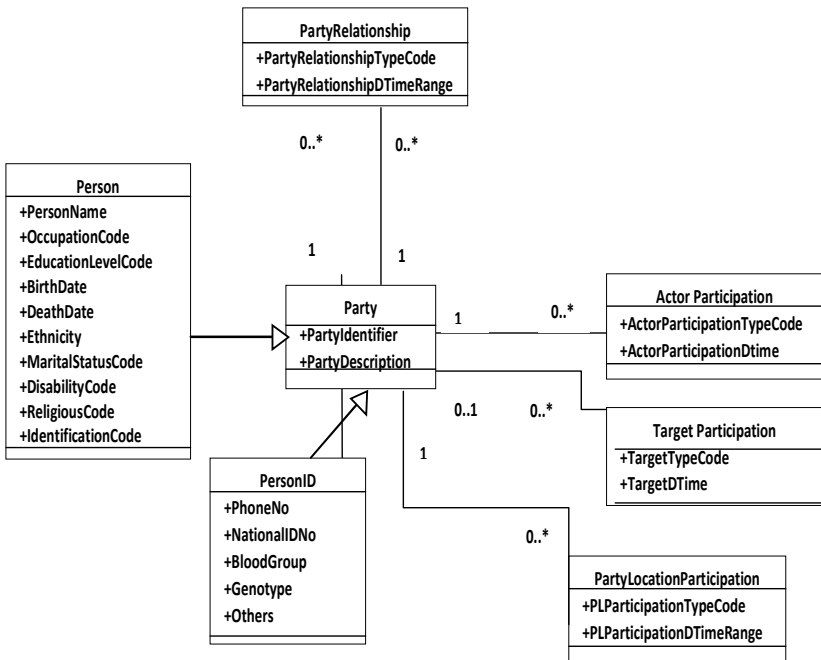 PartyRelationship
+PartyRelationshipTypeCode
+PartyRelationshipDTimeRange
0..*
0..*
Person
+PersonName
+OccupationCode
+EducationLevelCode
+BirthDate
+DeathDate
+Ethnicity
+MaritalStatusCode
+DisabilityCode
+ReligiousCode
+IdentificationCode
1
1
Party
+PartyIdentifier
+PartyDescription
1
0..*
Actor Participation
+ActorParticipationTypeCode
+ActorParticipationDtime
0..1
0..*
Target Participation
+TargetTypeCode
+TargetDTime
1
PersonID
+PhoneNo
+NationalIDNo
+BloodGroup
+Genotype
+Others
0..*
PartyLocationParticipation
+PLParticipationTypeCode
+PLParticipationDTimeRange